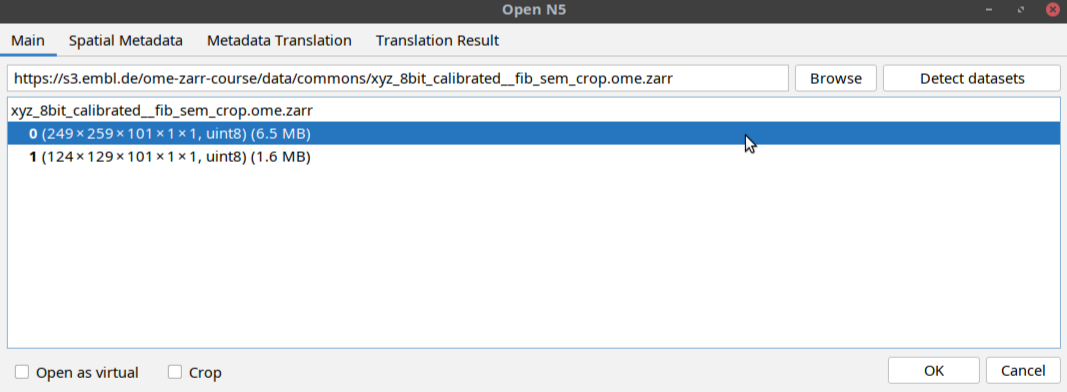 Open N5
Main Spatial Metadata Metadata Translation Translation Result
https://s3.embl.de/ome-zarr-course/data/commons/xyz_8bit_calibrated__fib_sem_crop.ome.zarr Browse Detect datasets
xyz_8bit_calibrated__fib_sem_crop.ome.zarr
0 (249×259×101×1×1, uint8) (6.5 MB)
1 (124×129×101×1×1, uint8) (1.6 MB)
Open as virtual Crop OK Cancel